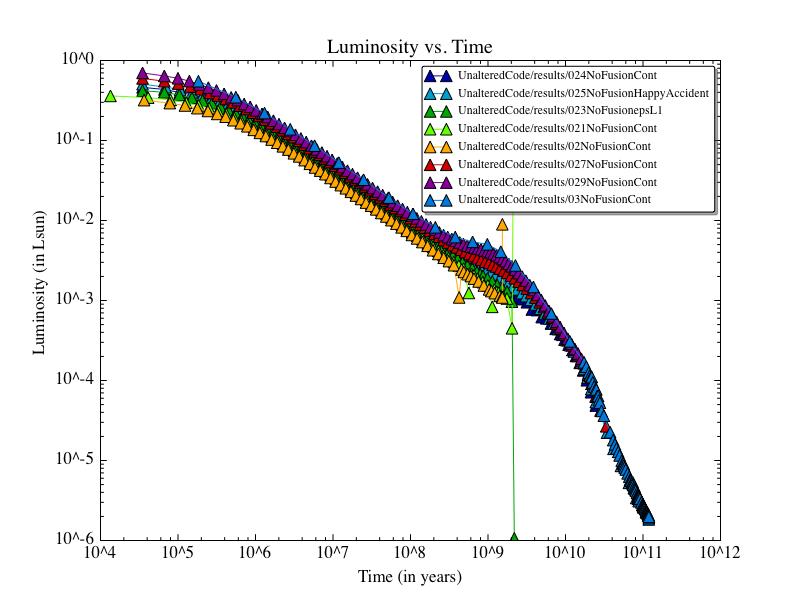 Luminosity vs. Time
10^0
10^-1
10^-2
10^-3
10^-4
10^-5
10^-6
Luminosity (in Lsun)
UnalteredCode/results/024NoFusionCont
UnalteredCode/results/025NoFusionHappyAccident
UnalteredCode/results/023NoFusionepsL1
UnalteredCode/results/021NoFusionCont
UnalteredCode/results/02NoFusionCont
UnalteredCode/results/027NoFusionCont
UnalteredCode/results/029NoFusionCont
UnalteredCode/results/03NoFusionCont
10^4 10^5 10^6 10^7 10^8 10^9 10^10 10^11 10^12
Time (in years)